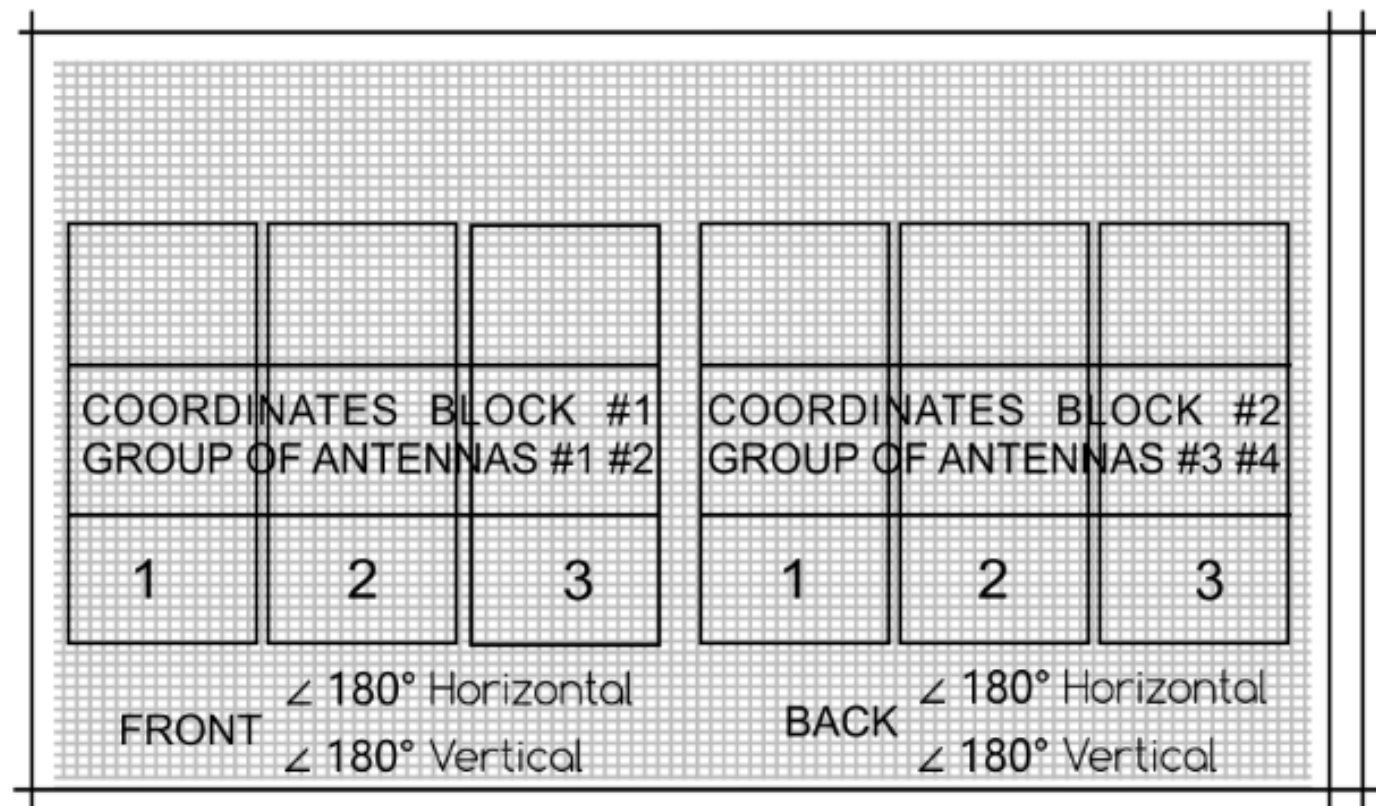 COORDINATES BLOCK #1
GROUP OF ANTENNAS #1 #2
1 2 3
FRONT
∠ 180° Horizontal
∠ 180° Vertical
COORDINATES BLOCK #2
GROUP OF ANTENNAS #3 #4
1 2 3
BACK
∠ 180° Horizontal
∠ 180° Vertical